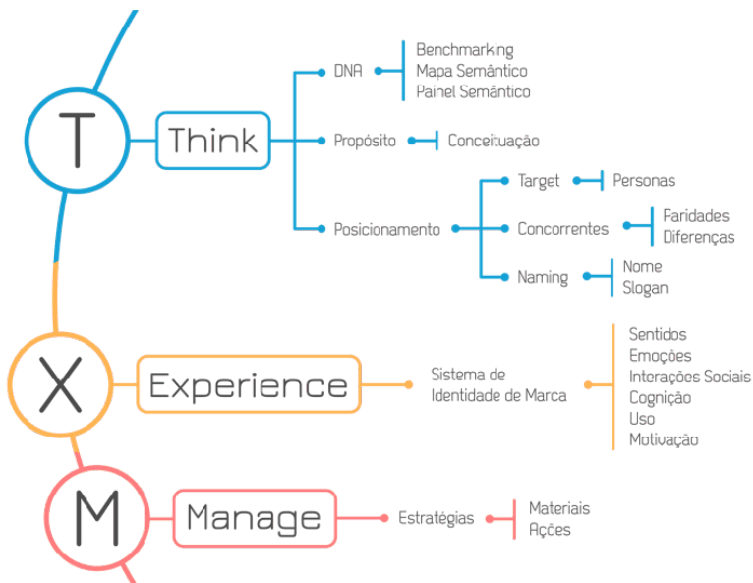 T
Think
DNA
Benchmarking
Mapa Semântico
Painel Semântico
Propósito
Conceituação
Posicionamento
Target
Personas
Concorrentes
Faridades
Diferenças
Naming
Nome
Slogan
X
Experience
Sistema de
Identidade de Marca
Sentidos
Emoções
Interações Sociais
Cognição
Uso
Motivação
M
Manage
Estratégias
Materiais
Ações